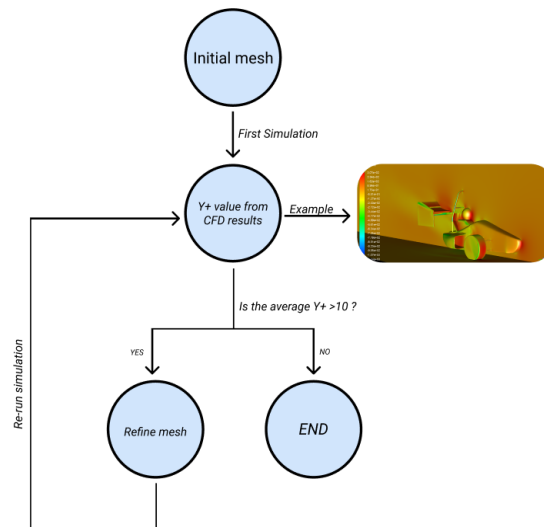 Initial mesh
First Simulation
Y+ value from
CFD results
Example
Is the average Y+ >10 ?
YES
NO
Re-run simulation
Refine mesh
END